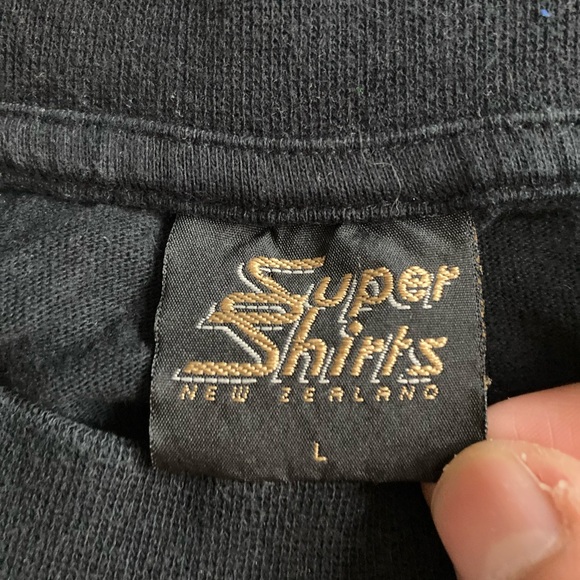 Super
Shirts
NEW ZEALAND
L